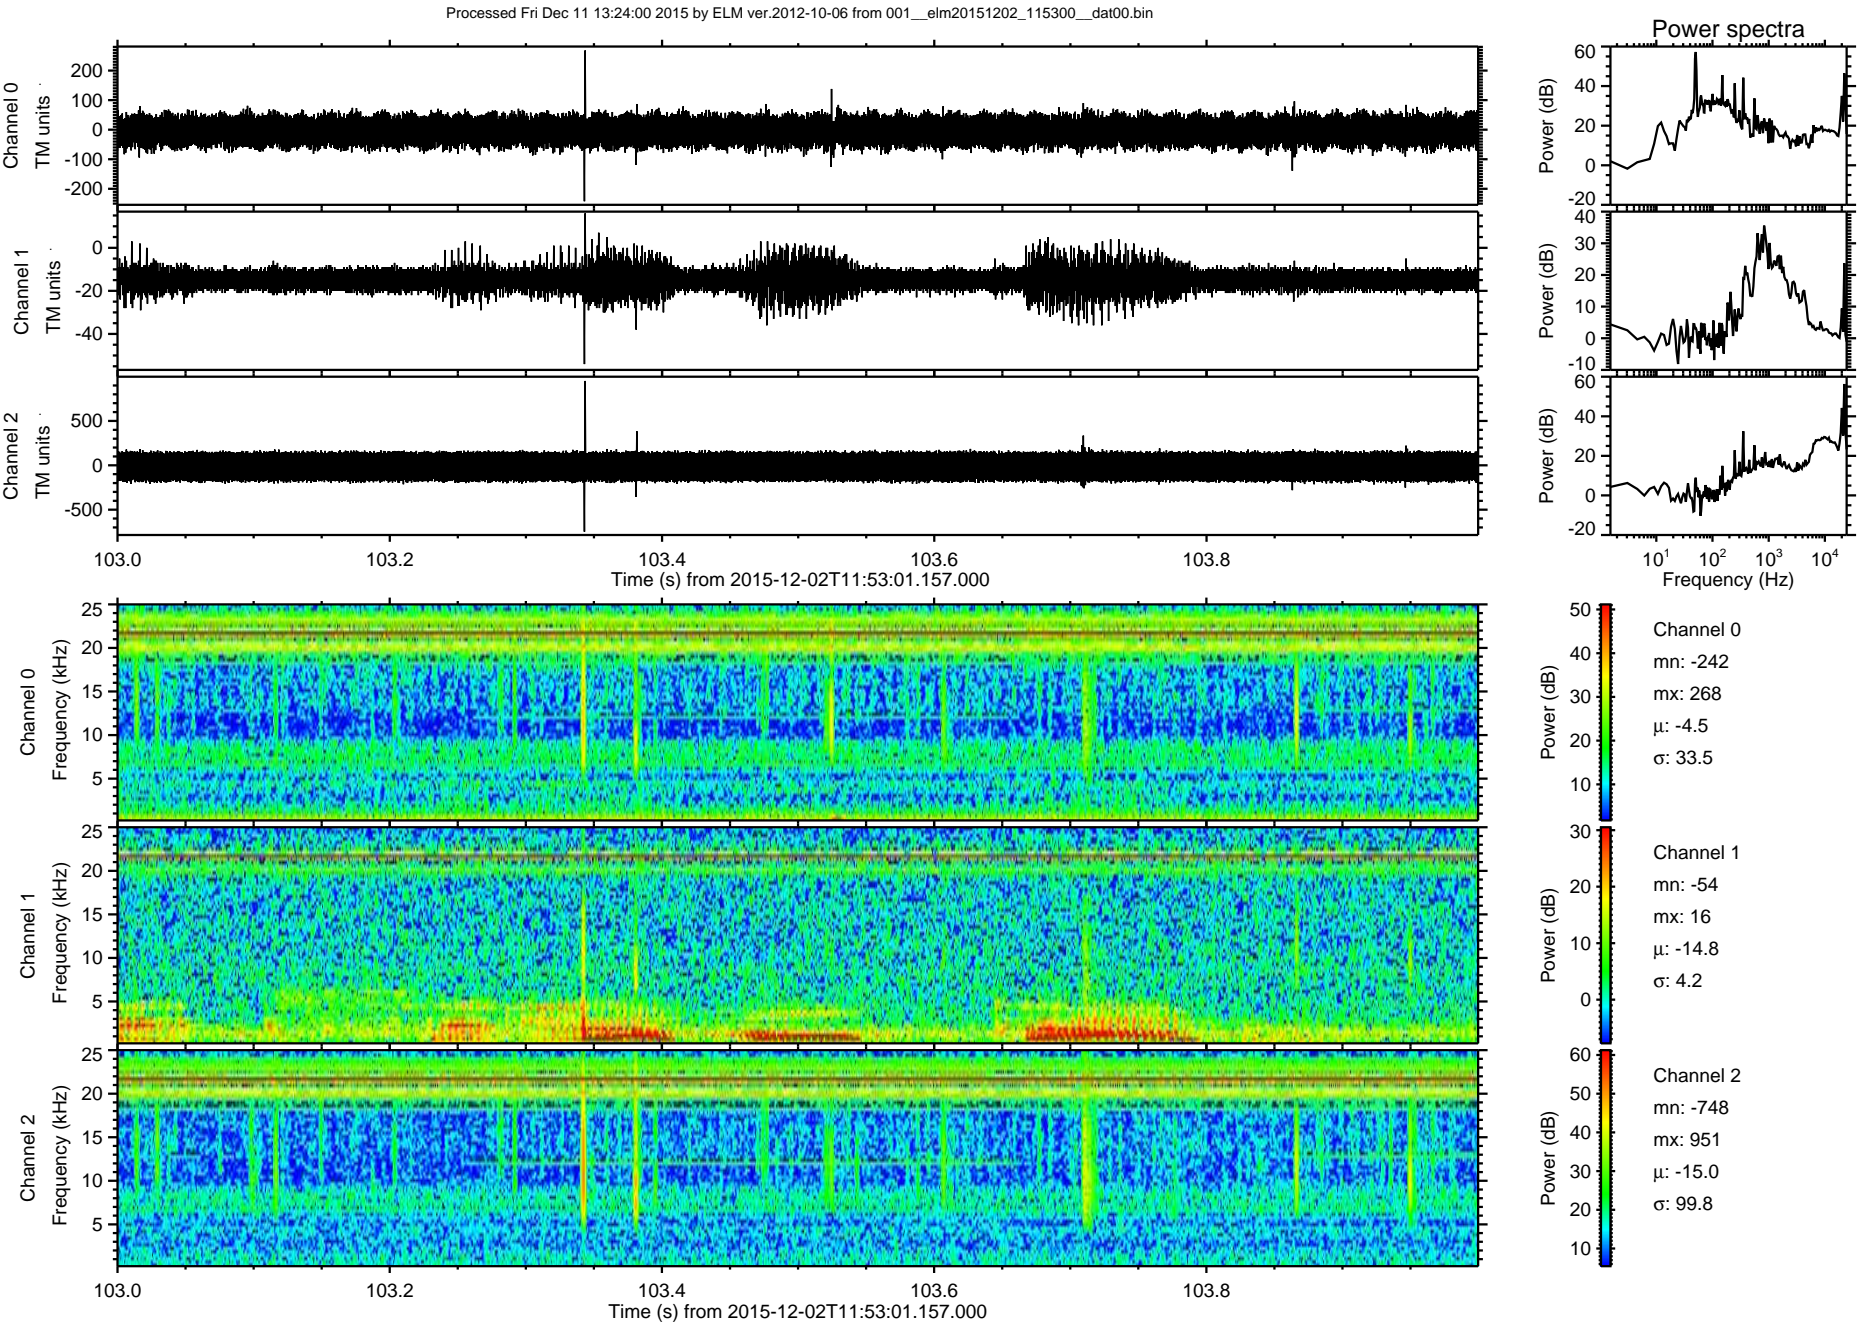 Processed Fri Dec 11 13:24:00 2015 by ELM ver.2012-10-06 from 001__elm20151202_115300__dat00.bin
Power spectra
Channel 0
TM units
200
100
0
-100
-200
Power (dB)
60
40
20
0
-20
Channel 1
TM units
0
-20
-40
Power (dB)
40
30
20
10
0
-10
Channel 2
TM units
500
0
-500
Power (dB)
60
40
20
0
-20
103.0 103.2 103.4 103.6 103.8
Time (s) from 2015-12-02T11:53:01.157.000
10^1 10^2 10^3 10^4
Frequency (Hz)
Channel 0
Frequency (kHz)
25
20
15
10
5
Power (dB)
50
40
30
20
10
Channel 0
mn: -242
mx: 268
μ: -4.5
σ: 33.5
Channel 1
Frequency (kHz)
25
20
15
10
5
Power (dB)
30
20
10
0
Channel 1
mn: -54
mx: 16
μ: -14.8
σ: 4.2
Channel 2
Frequency (kHz)
25
20
15
10
5
Power (dB)
60
50
40
30
20
10
Channel 2
mn: -748
mx: 951
μ: -15.0
σ: 99.8
103.0 103.2 103.4 103.6 103.8
Time (s) from 2015-12-02T11:53:01.157.000